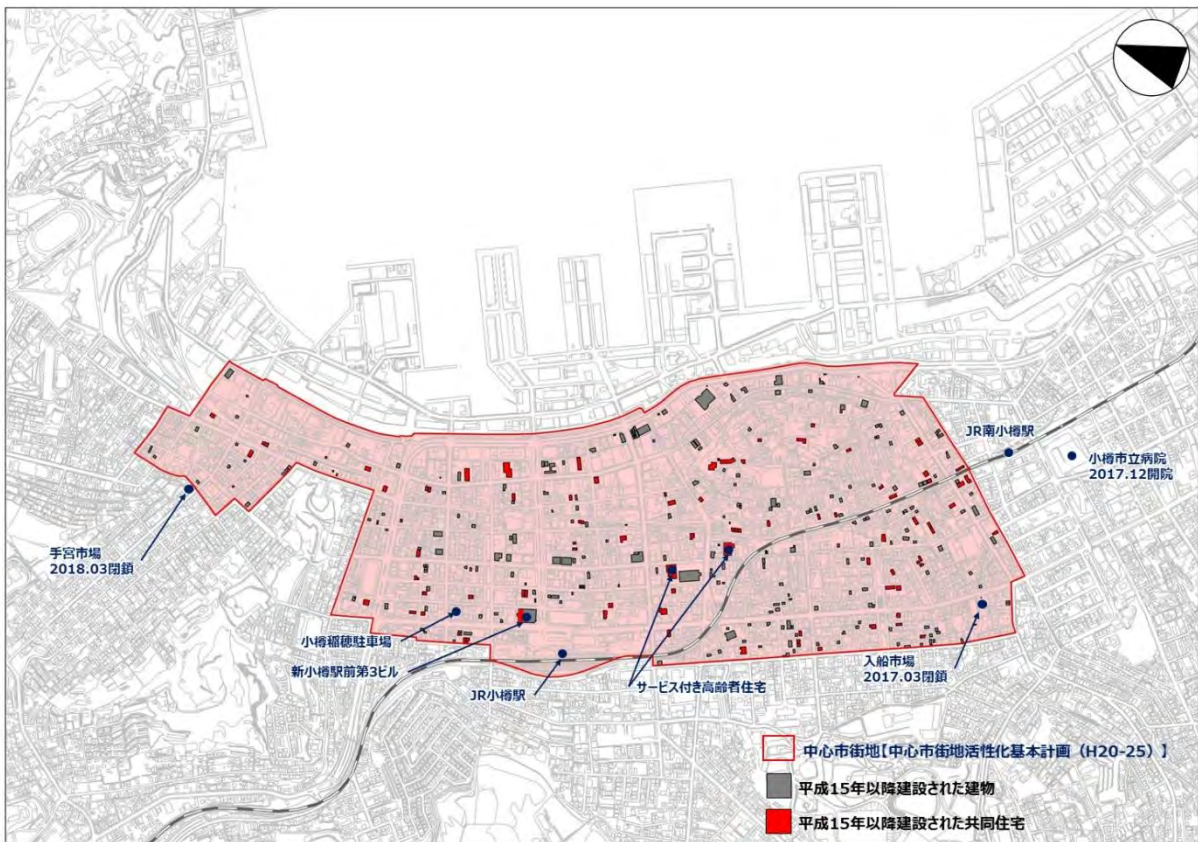 JR南小樽駅
小樽市立病院
2017.12開院
手宮市場
2018.03閉鎖
小樽稲穂駐車場
新小樽駅前第3ビル
JR小樽駅
サービス付き高齢者住宅
入船市場
2017.03閉鎖
中心市街地【中心市街地活性化基本計画（H20-25）】
平成15年以降建設された建物
平成15年以降建設された共同住宅